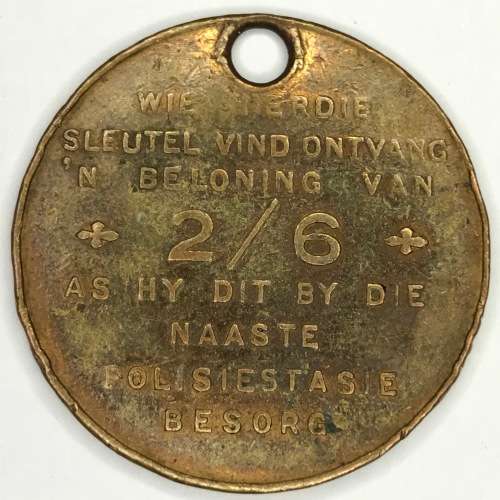 WIE HIERDIE
SLEUTEL VIND, ONTVANG
'N BELONING VAN
2/6
AS HY DIT BY DIE
NAASTE
POLISIESTASIE
BESORG